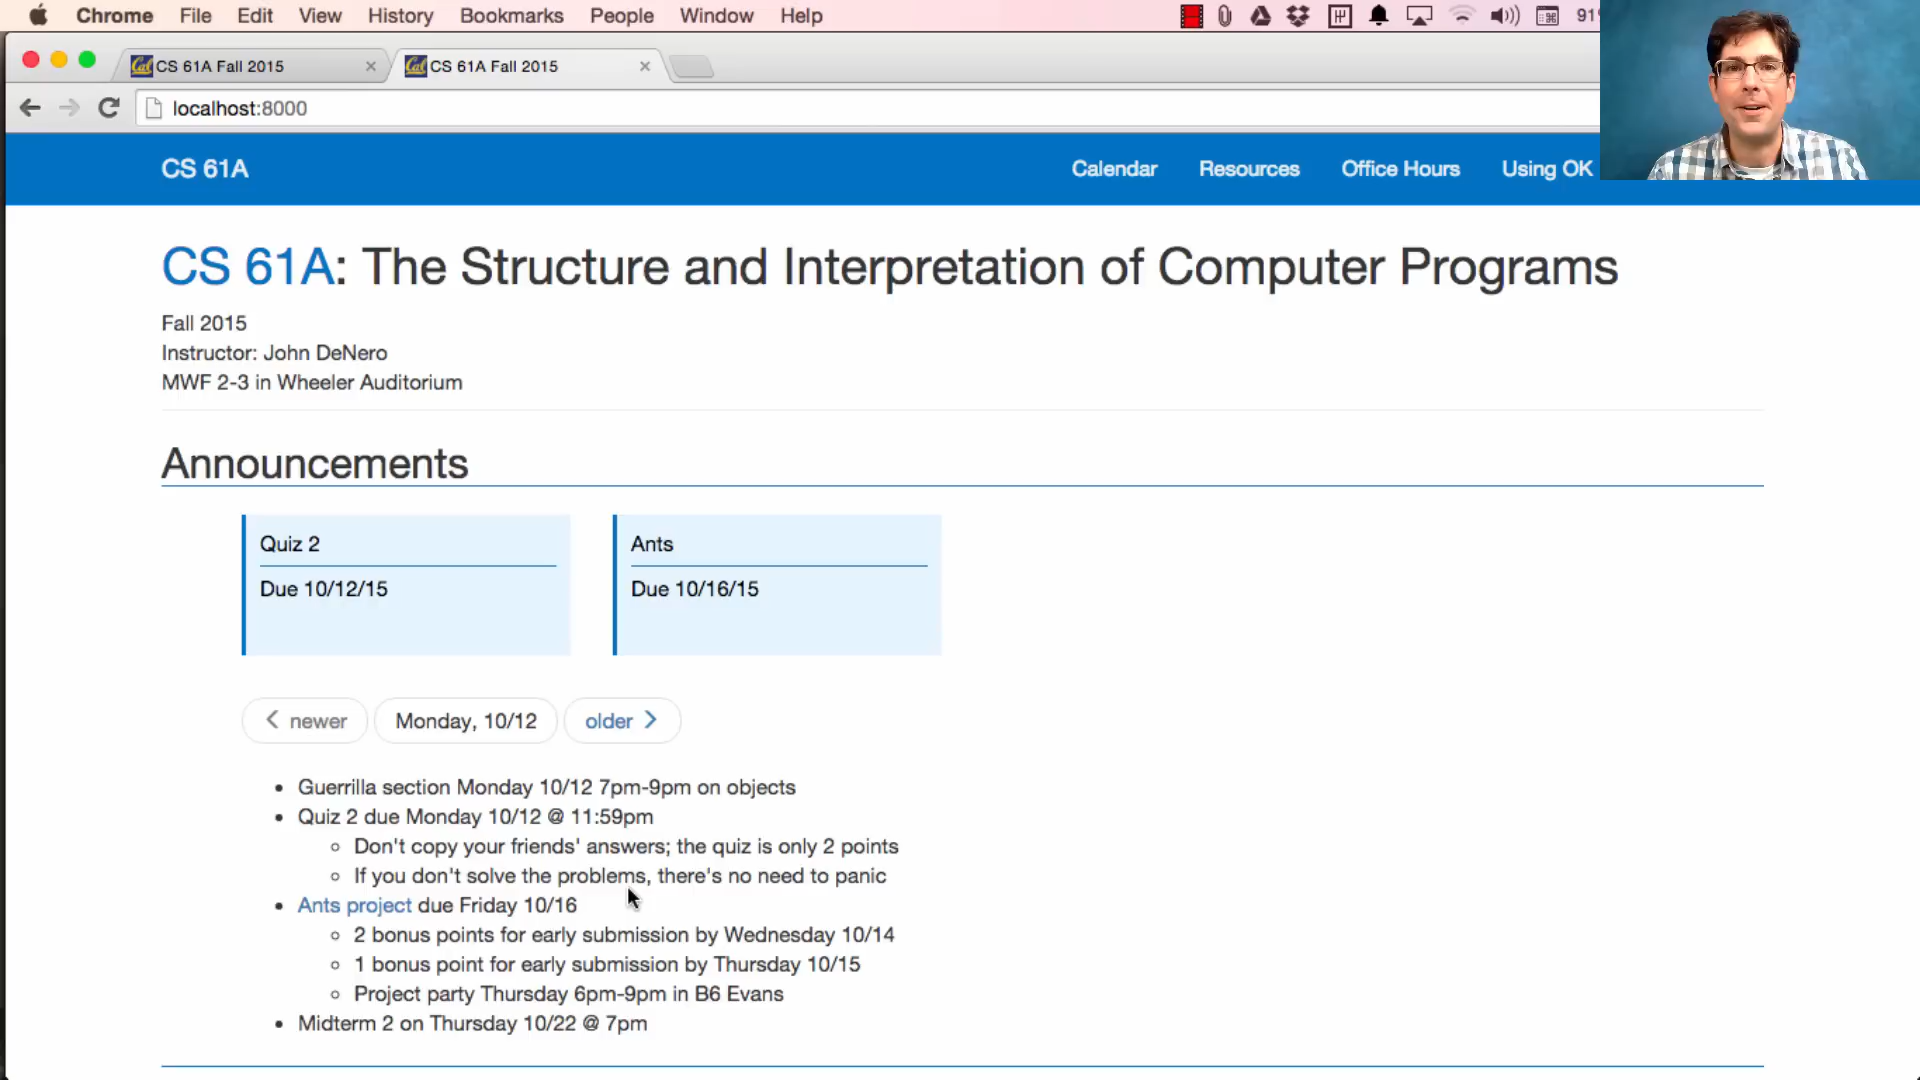 Chrome File Edit View History Bookmarks People Window Help 91
CS 61A Fall 2015 CS 61A Fall 2015
localhost:8000
CS 61A Calendar Resources Office Hours Using OK
CS 61A: The Structure and Interpretation of Computer Programs
Fall 2015
Instructor: John DeNero
MWF 2-3 in Wheeler Auditorium
Announcements
Quiz 2
Due 10/12/15
Ants
Due 10/16/15
newer Monday, 10/12 older
Guerrilla section Monday 10/12 7pm-9pm on objects
Quiz 2 due Monday 10/12 @ 11:59pm
Don't copy your friends' answers; the quiz is only 2 points
If you don't solve the problems, there's no need to panic
Ants project due Friday 10/16
2 bonus points for early submission by Wednesday 10/14
1 bonus point for early submission by Thursday 10/15
Project party Thursday 6pm-9pm in B6 Evans
Midterm 2 on Thursday 10/22 @ 7pm